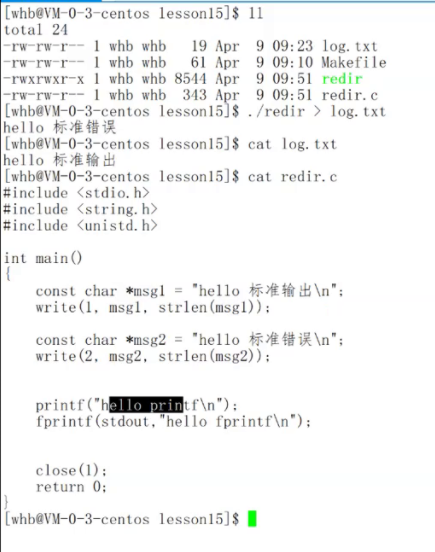 [whb@VM-0-3-centos lesson15]$ ll
total 24
-rw-rw-r-- 1 whb whb   19 Apr  9 09:23 log.txt
-rw-rw-r-- 1 whb whb   61 Apr  9 09:10 Makefile
-rwxrwxr-x 1 whb whb 8544 Apr  9 09:51 redir
-rw-rw-r-- 1 whb whb  343 Apr  9 09:51 redir.c
[whb@VM-0-3-centos lesson15]$ ./redir > log.txt
hello 标准错误
[whb@VM-0-3-centos lesson15]$ cat log.txt
hello 标准输出
[whb@VM-0-3-centos lesson15]$ cat redir.c
#include <stdio.h>
#include <string.h>
#include <unistd.h>
int main()
{
    const char *msg1 = "hello 标准输出\n";
    write(1, msg1, strlen(msg1));
    const char *msg2 = "hello 标准错误\n";
    write(2, msg2, strlen(msg2));
    printf("hello printf\n");
    fprintf(stdout,"hello fprintf\n");
    close(1);
    return 0;
}
[whb@VM-0-3-centos lesson15]$